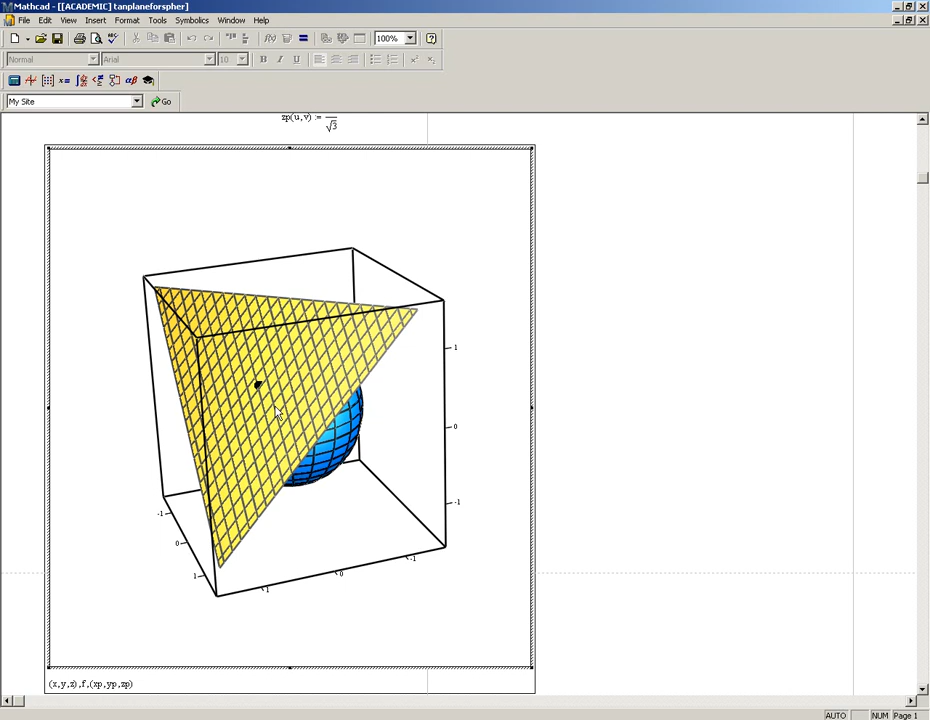 Mathcad - [[ACADEMIC] tanplaneforspher]
File Edit View Insert Format Tools Symbolics Window Help
100%
Normal Arial 10 B I U
My Site Go
zp(u,v) :=
√3
1
0
-1
-1
0
1
1
0
-1
(x,y,z),f,(xp,yp,zp)
AUTO NUM Page 1